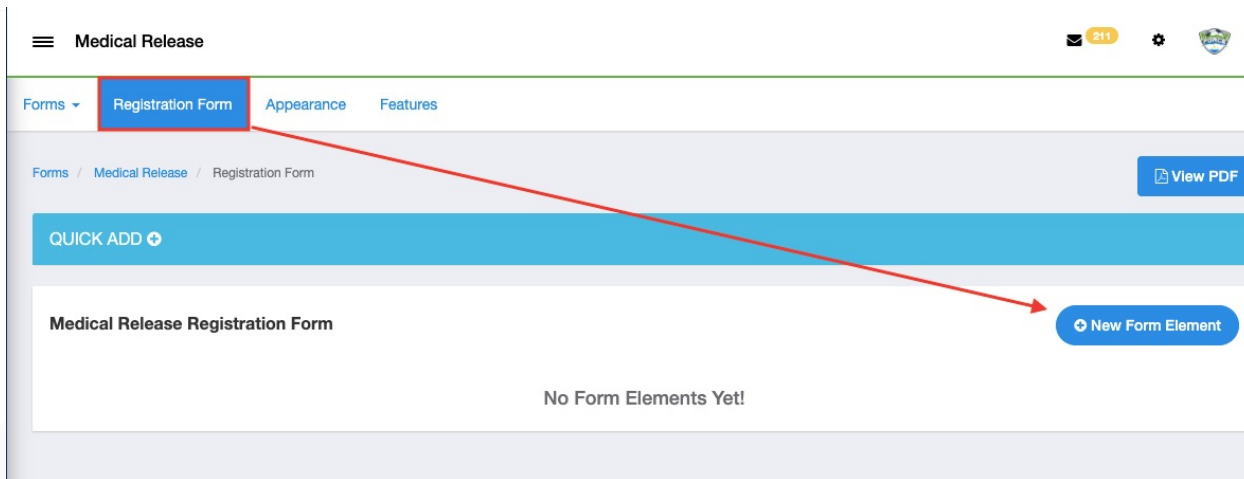 Medical Release
211
Forms
Registration Form
Appearance
Features
Forms / Medical Release / Registration Form
View PDF
QUICK ADD
Medical Release Registration Form
New Form Element
No Form Elements Yet!